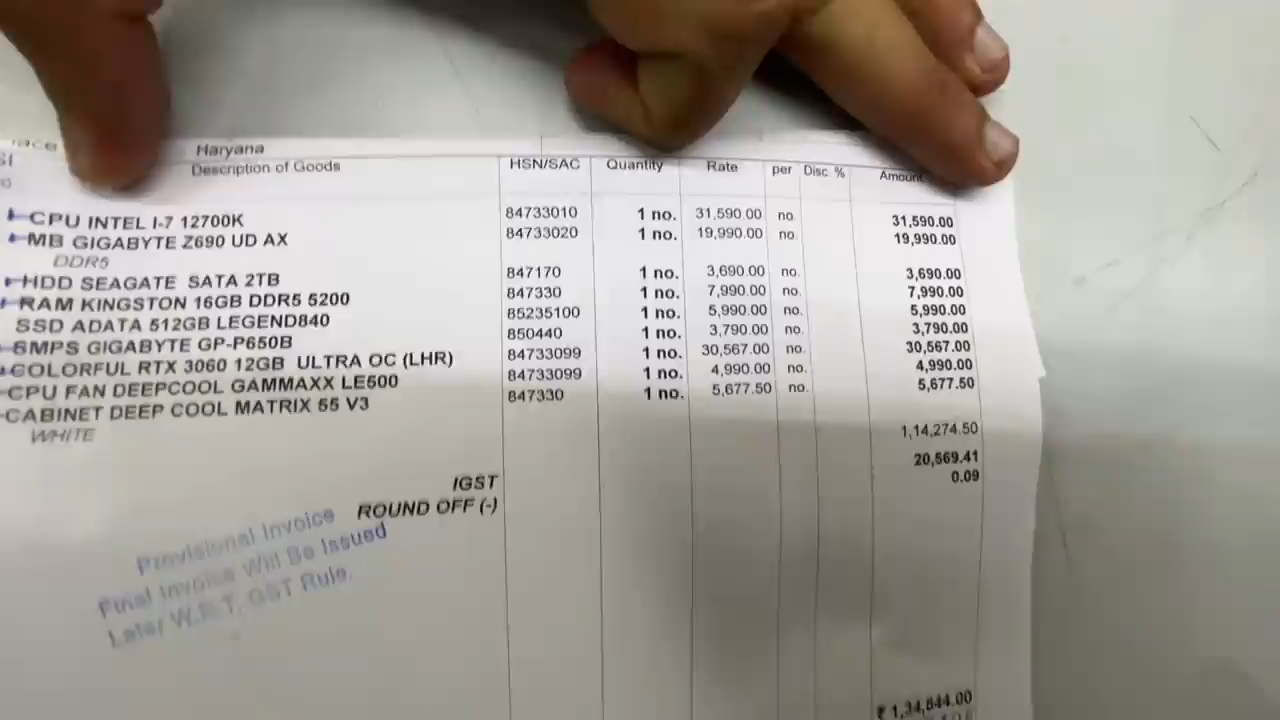 Haryana
Description of Goods HSN/SAC Quantity Rate per Disc. % Amount
CPU INTEL I-7 12700K 84733010 1 no. 31,590.00 no. 31,590.00
MB GIGABYTE Z690 UD AX 84733020 1 no. 19,990.00 no. 19,990.00
DDR5
HDD SEAGATE SATA 2TB 847170 1 no. 3,690.00 no. 3,690.00
RAM KINGSTON 16GB DDR5 5200 847330 1 no. 7,990.00 no. 7,990.00
SSD ADATA 512GB LEGEND840 85235100 1 no. 5,990.00 no. 5,990.00
SMPS GIGABYTE GP-P650B 850440 1 no. 3,790.00 no. 3,790.00
COLORFUL RTX 3060 12GB ULTRA OC (LHR) 84733099 1 no. 30,567.00 no. 30,567.00
CPU FAN DEEPCOOL GAMMAXX LE500 84733099 1 no. 4,990.00 no. 4,990.00
CABINET DEEP COOL MATRIX 55 V3 847330 1 no. 5,677.50 no. 5,677.50
WHITE
1,14,274.50
IGST 20,569.41
ROUND OFF (-) 0.09
Provisional Invoice
Final Invoice Will Be Issued
Later W.R.T. GST Rule.
₹ 1,34,844.00